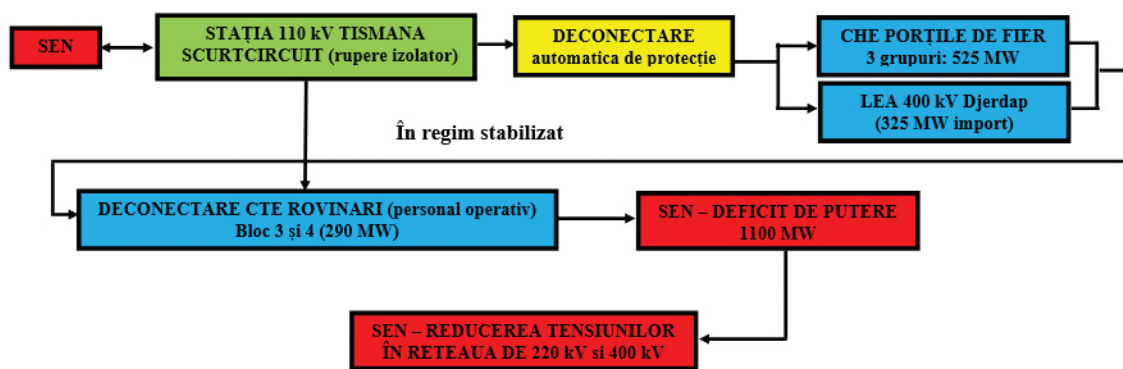 SEN
STAȚIA 110 kV TISMANA
SCURTCIRCUIT (rupere izolator)
DECONECTARE
automatica de protecție
CHE PORȚILE DE FIER
3 grupuri: 525 MW
LEA 400 kV Djerdap
(325 MW import)
În regim stabilizat
DECONECTARE CTE ROVINARI (personal operativ)
Bloc 3 și 4 (290 MW)
SEN – DEFICIT DE PUTERE
1100 MW
SEN – REDUCEREA TENSIUNILOR
ÎN RETEAUA DE 220 kV si 400 kV